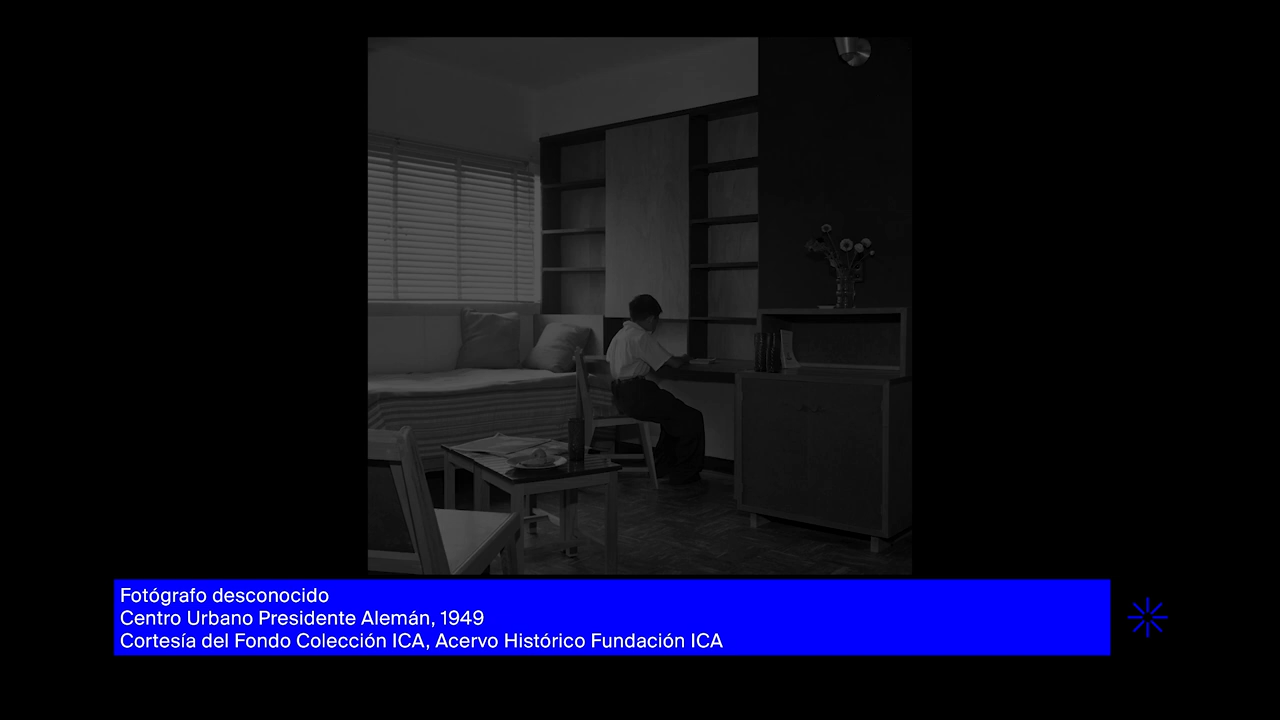 Fotógrafo desconocido
Centro Urbano Presidente Alemán, 1949
Cortesía del Fondo Colección ICA, Acervo Histórico Fundación ICA